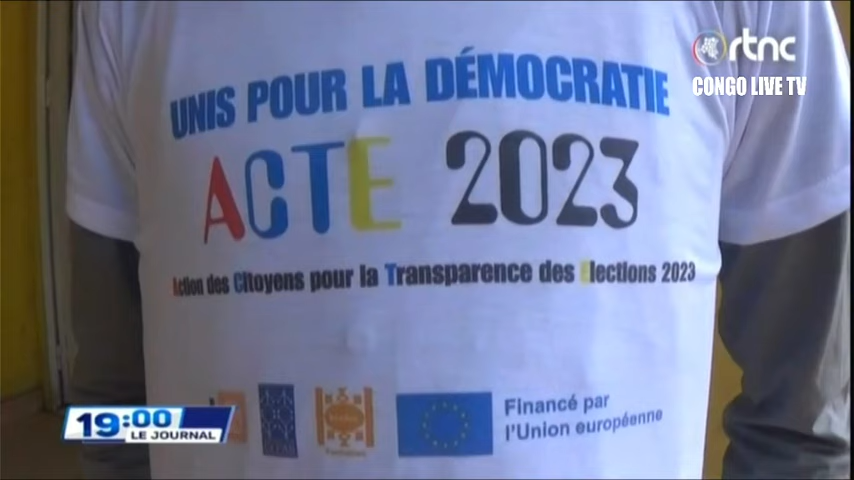 rtnc
CONGO LIVE TV
UNIS POUR LA DÉMOCRATIE
ACTE 2023
Action des Citoyens pour la Transparence des Elections 2023
Financé par
l'Union européenne
19:00
LE JOURNAL